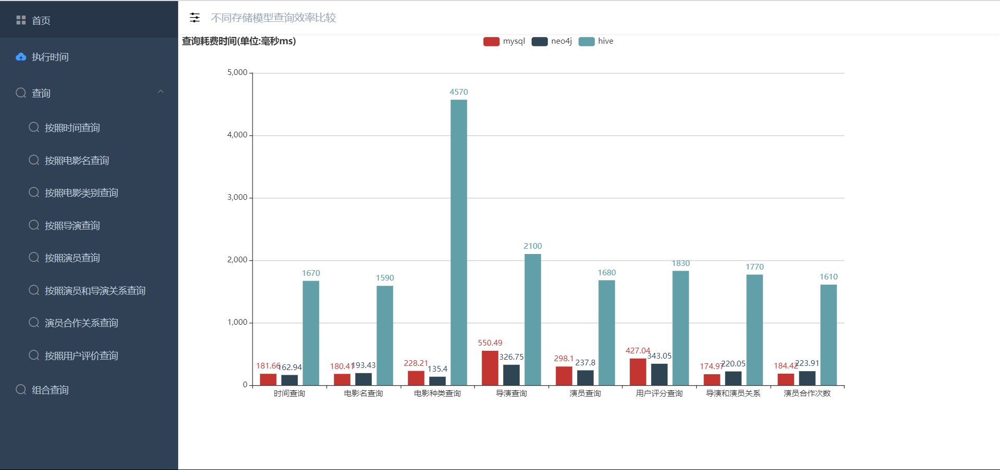 首页
执行时间
查询
按照时间查询
按照电影名查询
按照电影类别查询
按照导演查询
按照演员查询
按照演员和导演关系查询
演员合作关系查询
按照用户评价查询
组合查询
不同存储模型查询效率比较
查询耗费时间(单位:毫秒ms)
mysql neo4j hive
5,000
4,000
3,000
2,000
1,000
0
181.66 162.94 1670
180.41 193.43 1590
228.21 135.4 4570
550.49 326.75 2100
298.1 237.8 1680
427.04 343.05 1830
174.97 220.05 1770
184.42 223.91 1610
时间查询 电影名查询 电影种类查询 导演查询 演员查询 用户评分查询 导演和演员关系 演员合作次数